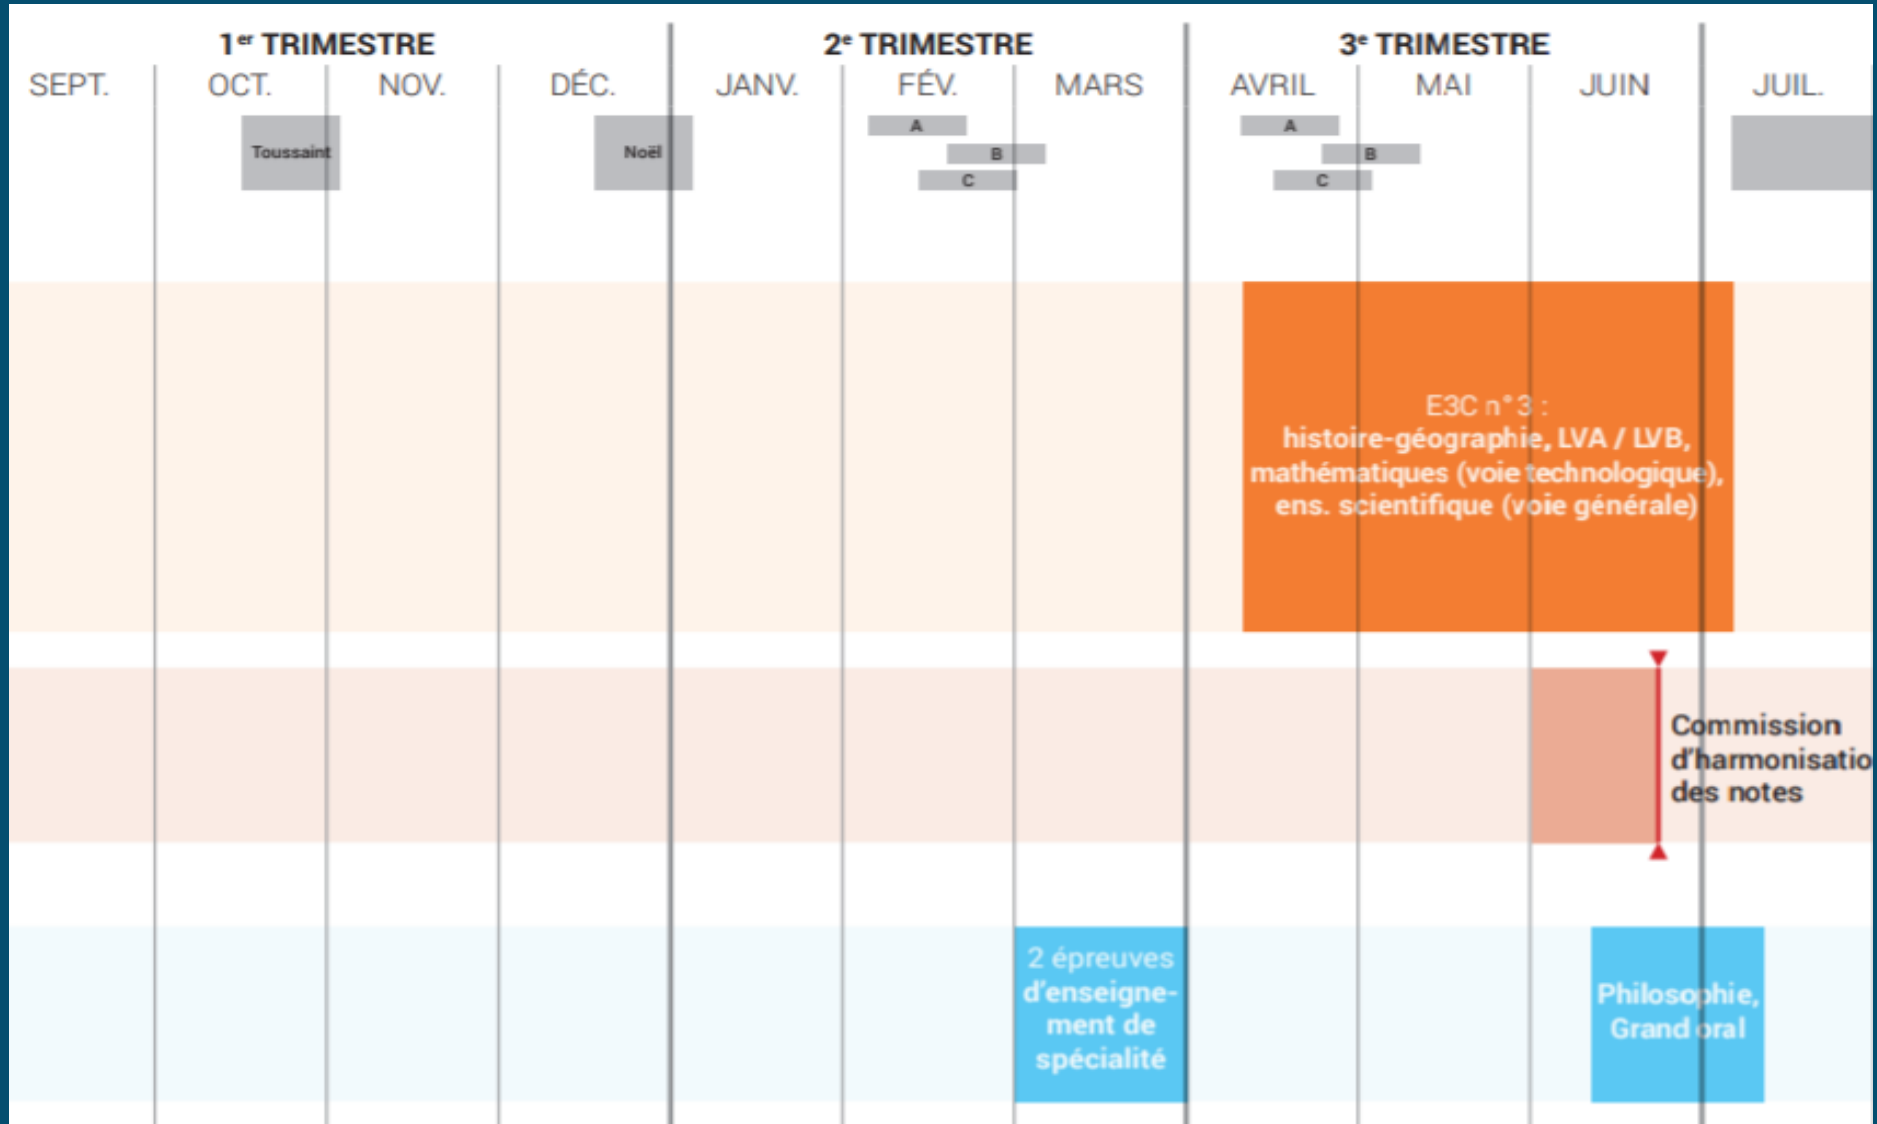 1er TRIMESTRE
2e TRIMESTRE
3e TRIMESTRE
SEPT.
OCT.
NOV.
DÉC.
JANV.
FÉV.
MARS
AVRIL
MAI
JUIN
JUIL.
Toussaint
Noël
A
B
C
A
B
C
E3C n°3 :
histoire-géographie, LVA / LVB,
mathématiques (voie technologique),
ens. scientifique (voie générale)
Commission
d'harmonisatio
des notes
2 épreuves
d'enseigne-
ment de
spécialité
Philosophie,
Grand oral